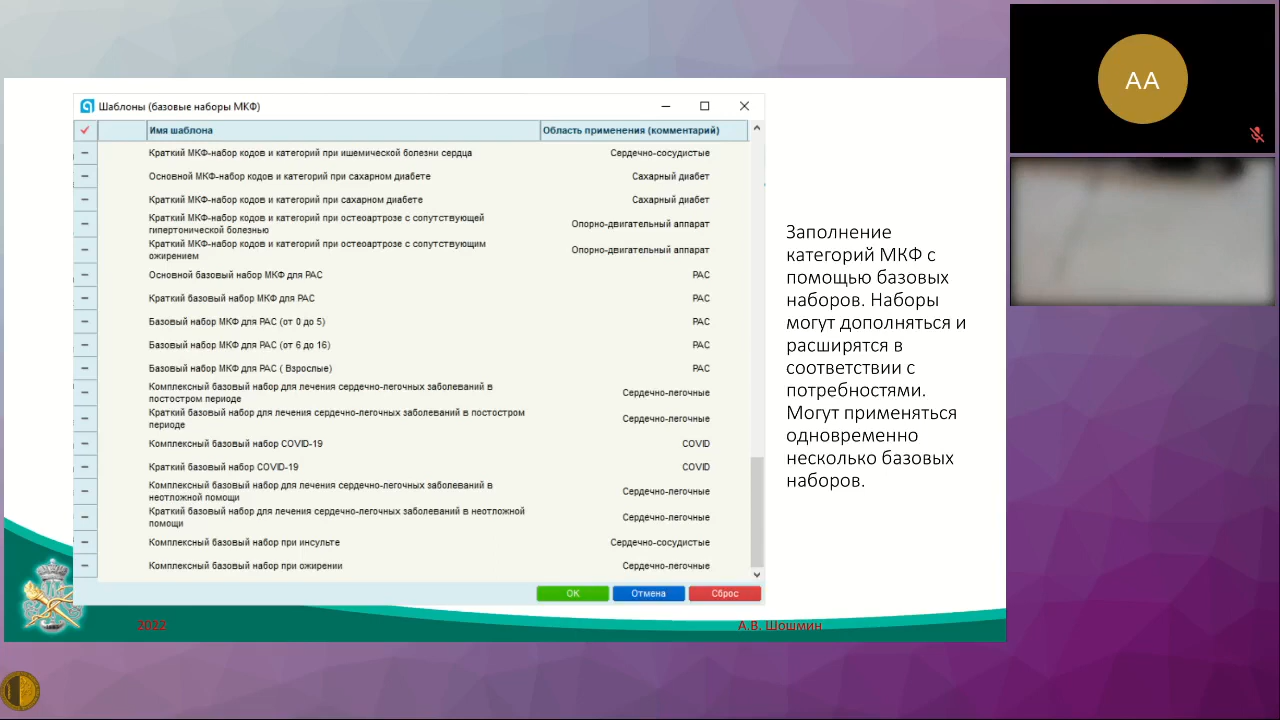 Шаблоны (базовые наборы МКФ)
Имя шаблона
Область применения (комментарий)
Краткий МКФ-набор кодов и категорий при ишемической болезни сердца
Сердечно-сосудистые
Основной МКФ-набор кодов и категорий при сахарном диабете
Сахарный диабет
Краткий МКФ-набор кодов и категорий при сахарном диабете
Сахарный диабет
Краткий МКФ-набор кодов и категорий при остеоартрозе с сопутствующей
гипертонической болезнью
Опорно-двигательный аппарат
Краткий МКФ-набор кодов и категорий при остеоартрозе с сопутствующим
ожирением
Опорно-двигательный аппарат
Основной базовый набор МКФ для РАС
РАС
Краткий базовый набор МКФ для РАС
РАС
Базовый набор МКФ для РАС (от 0 до 5)
РАС
Базовый набор МКФ для РАС (от 6 до 16)
РАС
Базовый набор МКФ для РАС ( Взрослые)
РАС
Комплексный базовый набор для лечения сердечно-легочных заболеваний в
постостром периоде
Сердечно-легочные
Краткий базовый набор для лечения сердечно-легочных заболеваний в постостром
периоде
Сердечно-легочные
Комплексный базовый набор COVID-19
COVID
Краткий базовый набор COVID-19
COVID
Комплексный базовый набор для лечения сердечно-легочных заболеваний в
неотложной помощи
Сердечно-легочные
Краткий базовый набор для лечения сердечно-легочных заболеваний в неотложной
помощи
Сердечно-легочные
Комплексный базовый набор при инсульте
Сердечно-сосудистые
Комплексный базовый набор при ожирении
Сердечно-легочные
OK
Отмена
Сброс
Заполнение
категорий МКФ с
помощью базовых
наборов. Наборы
могут дополняться и
расширятся в
соответствии с
потребностями.
Могут применяться
одновременно
несколько базовых
наборов.
2022
А.В. Шошмин
АА